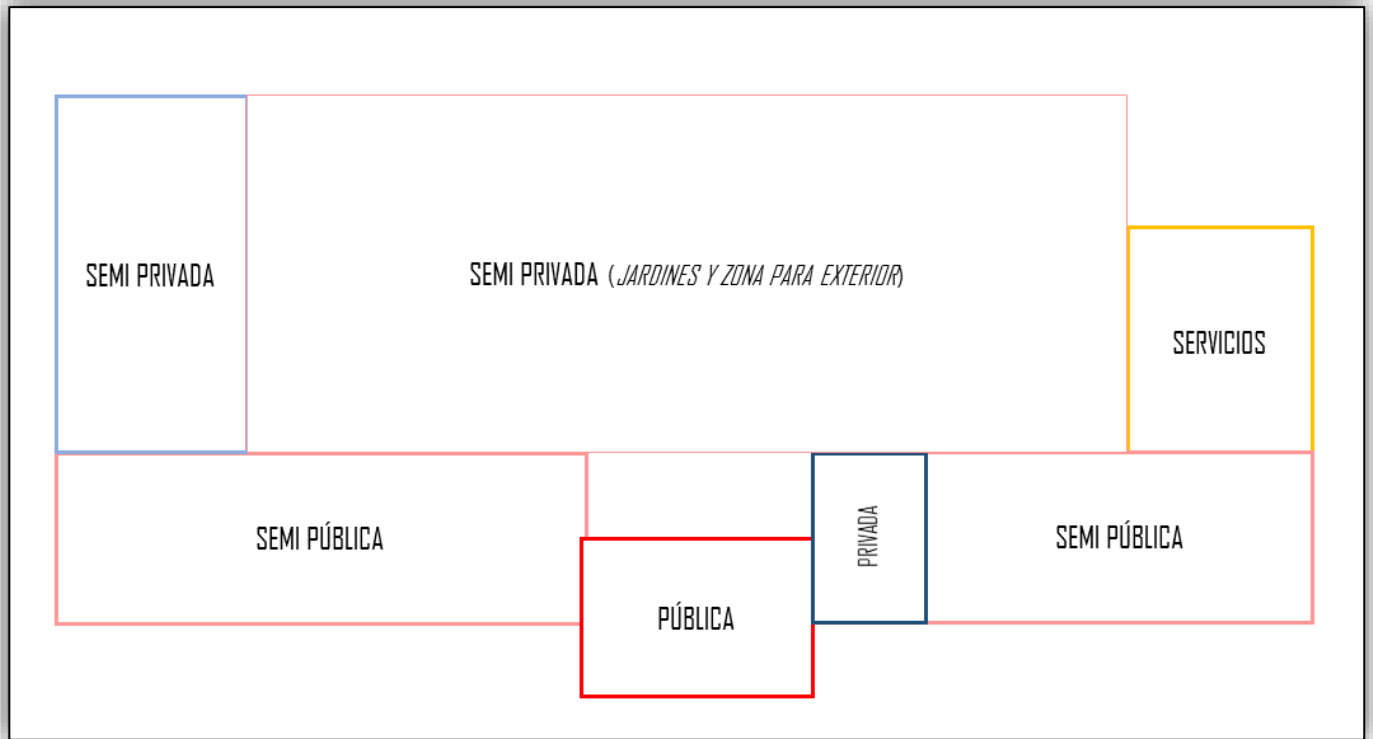 SEMI PRIVADA
SEMI PRIVADA (JARDINES Y ZONA PARA EXTERIOR)
SERVICIOS
SEMI PÚBLICA
PRIVADA
SEMI PÚBLICA
PÚBLICA